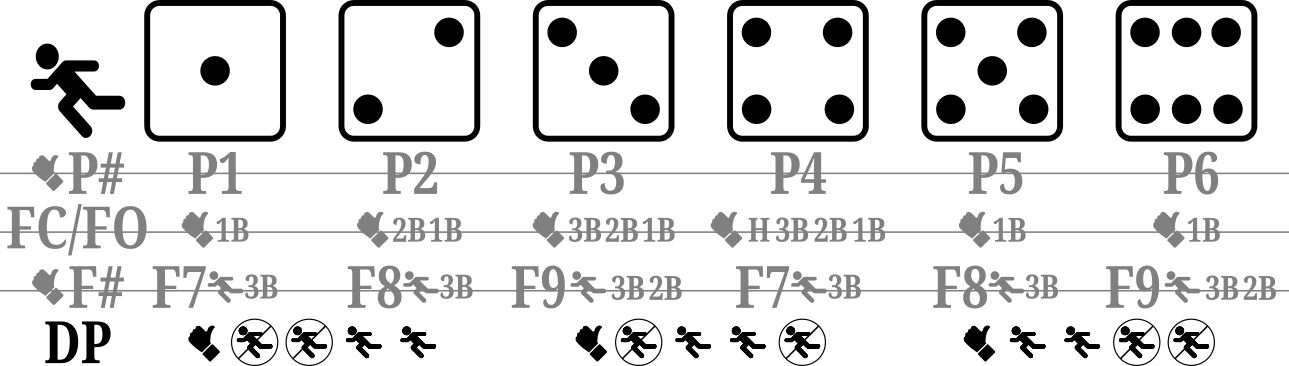 P# P1 P2 P3 P4 P5 P6
FC/FO 1B 2B 1B 3B 2B 1B H 3B 2B 1B 1B 1B
F# F7 3B F8 3B F9 3B 2B F7 3B F8 3B F9 3B 2B
DP